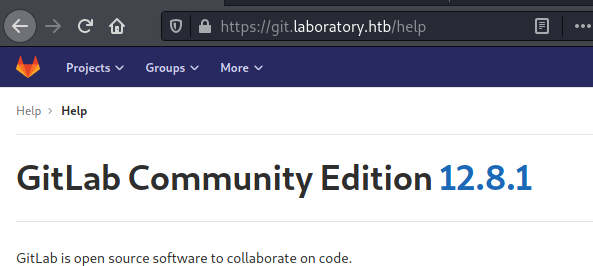 https://git.laboratory.htb/help
Projects Groups More
Help > Help
GitLab Community Edition 12.8.1
GitLab is open source software to collaborate on code.